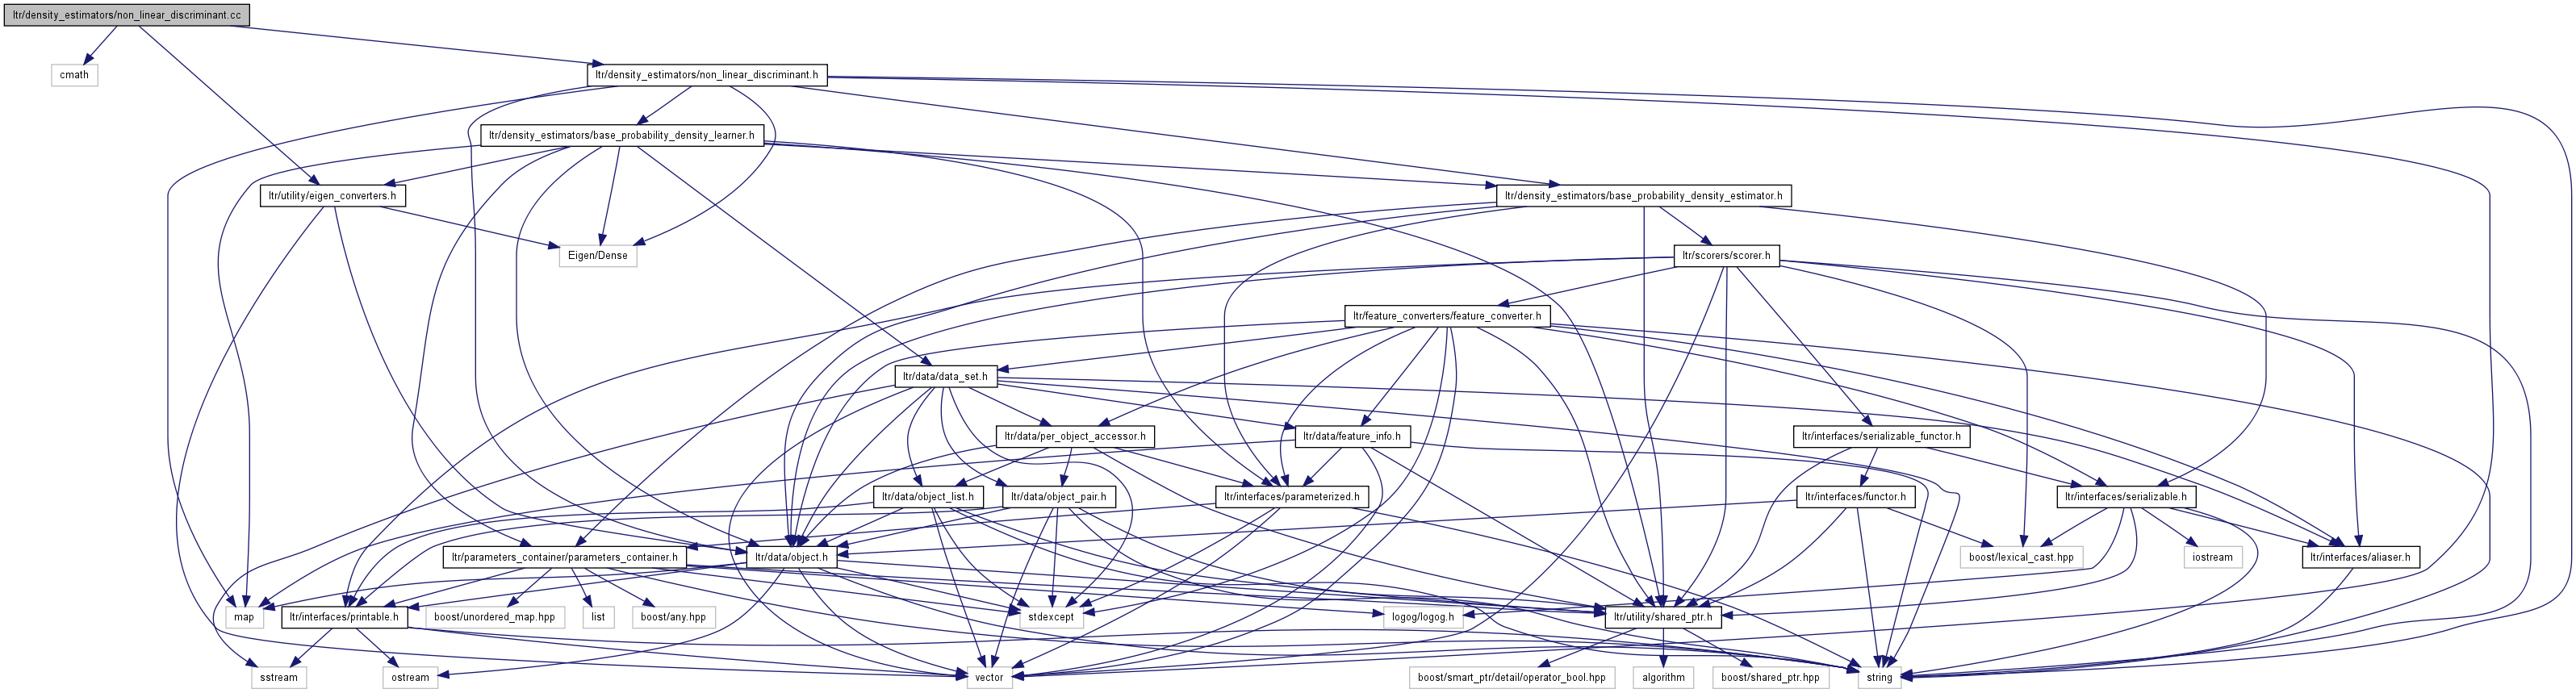 ltr/density_estimators/non_linear_discriminant.cc
cmath
ltr/density_estimators/non_linear_discriminant.h
ltr/density_estimators/base_probability_density_learner.h
ltr/utility/eigen_converters.h
ltr/density_estimators/base_probability_density_estimator.h
Eigen/Dense
ltr/scorers/scorer.h
ltr/feature_converters/feature_converter.h
ltr/data/data_set.h
ltr/data/per_object_accessor.h
ltr/data/feature_info.h
ltr/interfaces/serializable_functor.h
ltr/data/object_list.h
ltr/data/object_pair.h
ltr/interfaces/parameterized.h
ltr/interfaces/functor.h
ltr/interfaces/serializable.h
ltr/parameters_container/parameters_container.h
ltr/data/object.h
boost/lexical_cast.hpp
iostream
ltr/interfaces/aliaser.h
map
ltr/interfaces/printable.h
boost/unordered_map.hpp
list
boost/any.hpp
stdexcept
logog/logog.h
ltr/utility/shared_ptr.h
sstream
ostream
vector
boost/smart_ptr/detail/operator_bool.hpp
algorithm
boost/shared_ptr.hpp
string